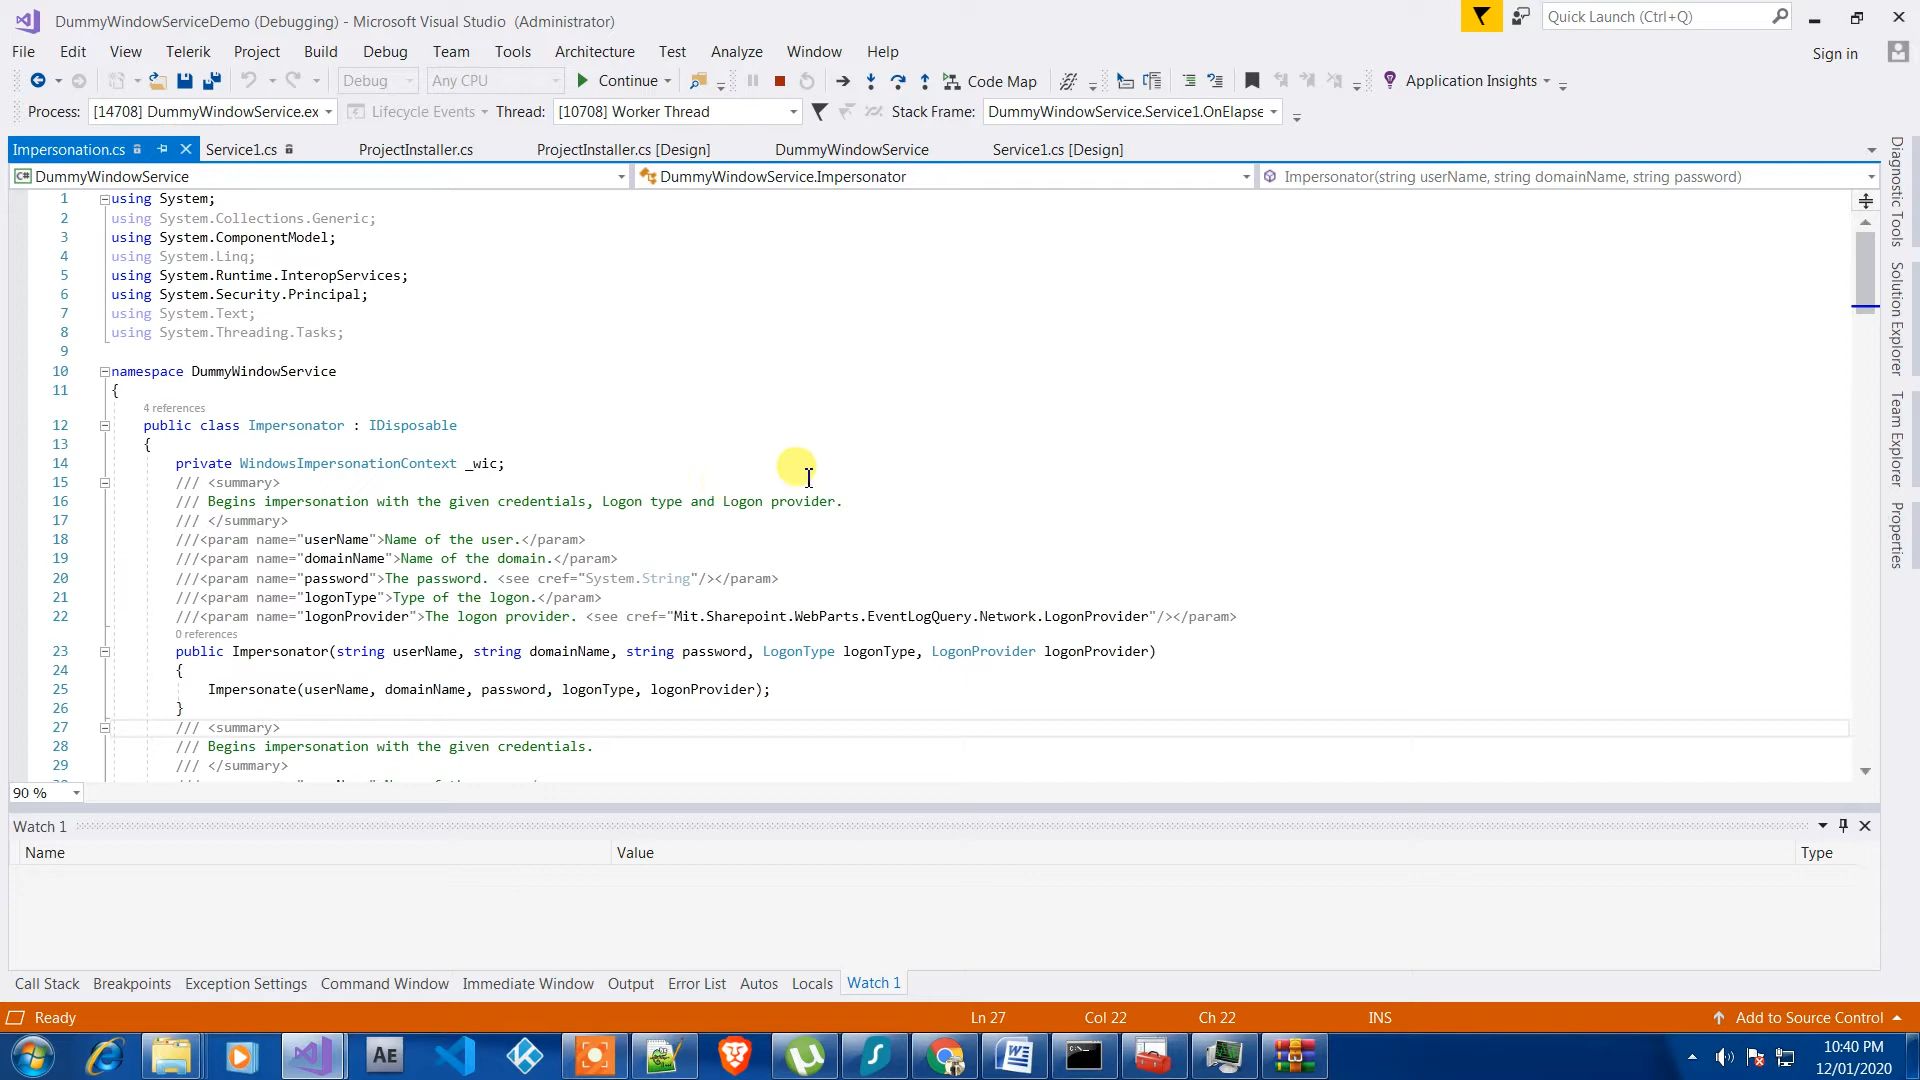 DummyWindowServiceDemo (Debugging) - Microsoft Visual Studio (Administrator)
Quick Launch (Ctrl+Q)
File Edit View Telerik Project Build Debug Team Tools Architecture Test Analyze Window Help
Sign in
Debug Any CPU Continue Code Map Application Insights
Process: [14708] DummyWindowService.ex Lifecycle Events Thread: [10708] Worker Thread Stack Frame: DummyWindowService.Service1.OnElapse
Impersonation.cs Service1.cs ProjectInstaller.cs ProjectInstaller.cs [Design] DummyWindowService Service1.cs [Design]
C# DummyWindowService DummyWindowService.Impersonator Impersonator(string userName, string domainName, string password)
1 using System;
2 using System.Collections.Generic;
3 using System.ComponentModel;
4 using System.Linq;
5 using System.Runtime.InteropServices;
6 using System.Security.Principal;
7 using System.Text;
8 using System.Threading.Tasks;
9
10 namespace DummyWindowService
11 {
4 references
12 public class Impersonator : IDisposable
13 {
14 private WindowsImpersonationContext _wic;
15 /// <summary>
16 /// Begins impersonation with the given credentials, Logon type and Logon provider.
17 /// </summary>
18 ///<param name="userName">Name of the user.</param>
19 ///<param name="domainName">Name of the domain.</param>
20 ///<param name="password">The password. <see cref="System.String"/></param>
21 ///<param name="logonType">Type of the logon.</param>
22 ///<param name="logonProvider">The logon provider. <see cref="Mit.Sharepoint.WebParts.EventLogQuery.Network.LogonProvider"/></param>
0 references
23 public Impersonator(string userName, string domainName, string password, LogonType logonType, LogonProvider logonProvider)
24 {
25 Impersonate(userName, domainName, password, logonType, logonProvider);
26 }
27 /// <summary>
28 /// Begins impersonation with the given credentials.
29 /// </summary>
90 %
Diagnostic Tools
Solution Explorer
Team Explorer
Properties
Watch 1
Name Value Type
Call Stack Breakpoints Exception Settings Command Window Immediate Window Output Error List Autos Locals Watch 1
Ready Ln 27 Col 22 Ch 22 INS Add to Source Control
AE
10:40 PM
12/01/2020